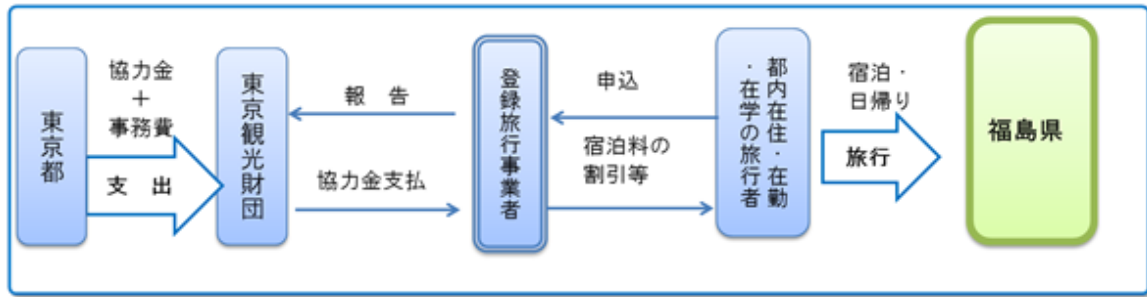 東京都
協力金
＋
事務費
支　出
東京観光財団
報　告
協力金支払
登録旅行事業者
申込
宿泊料の
割引等
都内在住・在勤
・在学の旅行者
宿泊・
日帰り
旅行
福島県